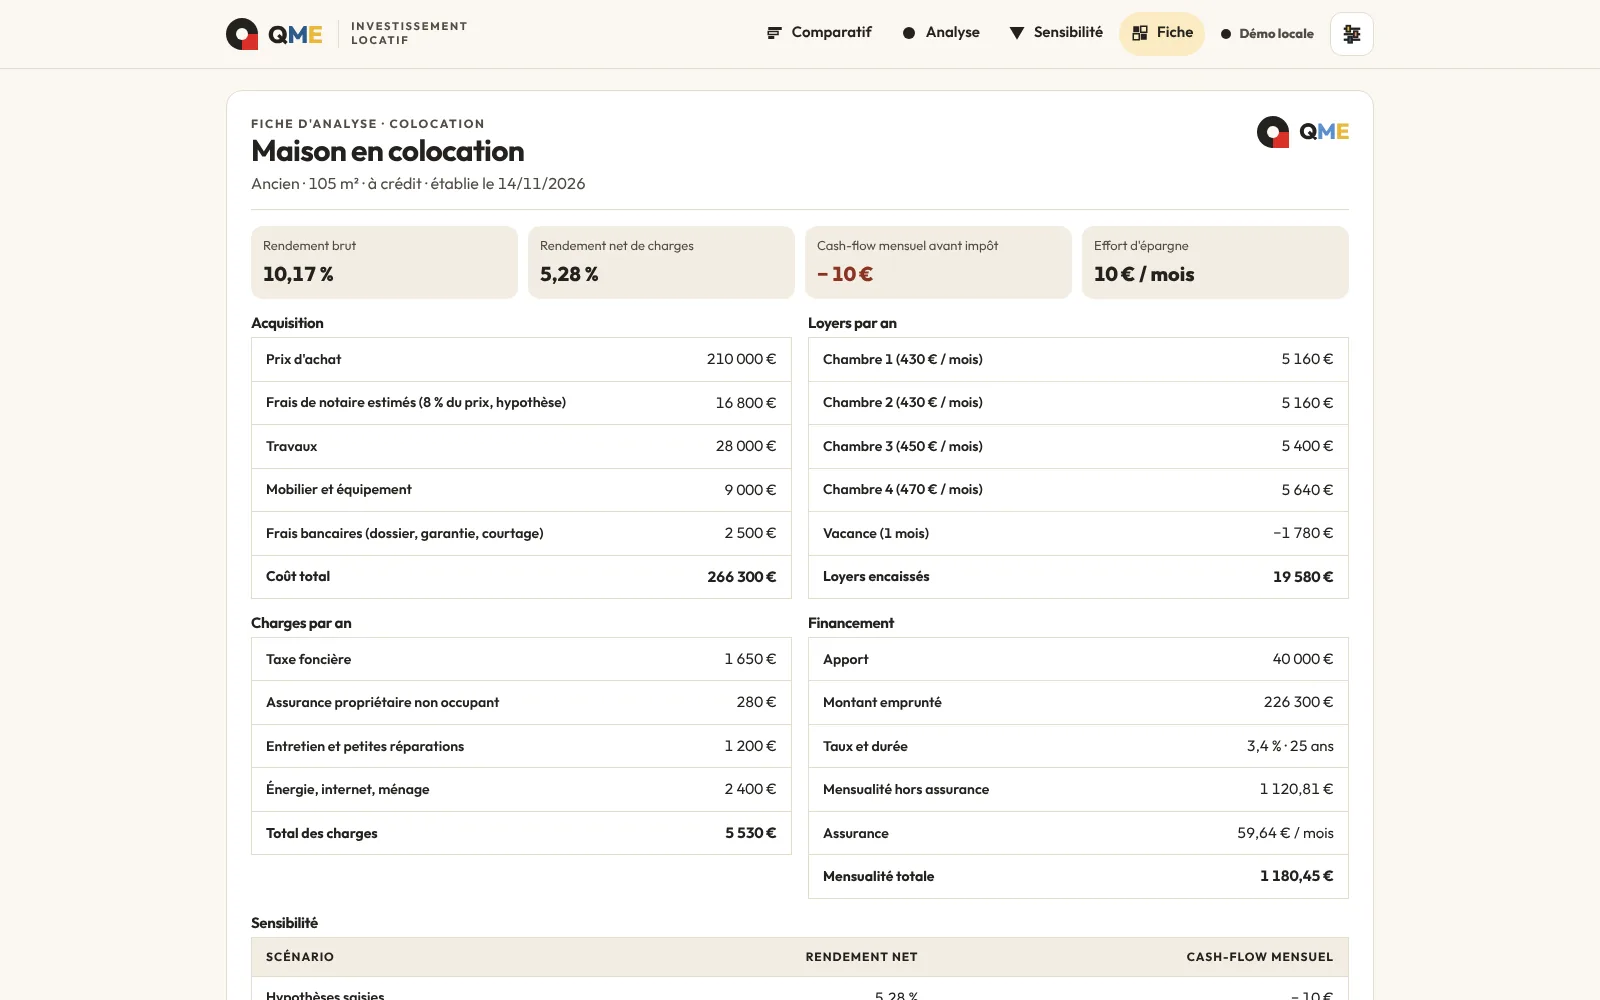 QME
INVESTISSEMENT
LOCATIF
Comparatif
Analyse
Sensibilité
Fiche
Démo locale
FICHE D'ANALYSE · COLOCATION
Maison en colocation
Ancien · 105 m² · à crédit · établie le 14/11/2026
QME
Rendement brut
10,17 %
Rendement net de charges
5,28 %
Cash-flow mensuel avant impôt
− 10 €
Effort d'épargne
10 € / mois
Acquisition
Prix d'achat 210 000 €
Frais de notaire estimés (8 % du prix, hypothèse) 16 800 €
Travaux 28 000 €
Mobilier et équipement 9 000 €
Frais bancaires (dossier, garantie, courtage) 2 500 €
Coût total 266 300 €
Loyers par an
Chambre 1 (430 € / mois) 5 160 €
Chambre 2 (430 € / mois) 5 160 €
Chambre 3 (450 € / mois) 5 400 €
Chambre 4 (470 € / mois) 5 640 €
Vacance (1 mois) −1 780 €
Loyers encaissés 19 580 €
Charges par an
Taxe foncière 1 650 €
Assurance propriétaire non occupant 280 €
Entretien et petites réparations 1 200 €
Énergie, internet, ménage 2 400 €
Total des charges 5 530 €
Financement
Apport 40 000 €
Montant emprunté 226 300 €
Taux et durée 3,4 % · 25 ans
Mensualité hors assurance 1 120,81 €
Assurance 59,64 € / mois
Mensualité totale 1 180,45 €
Sensibilité
SCÉNARIO RENDEMENT NET CASH-FLOW MENSUEL
Hypothèses saisies 5,28 % − 10 €